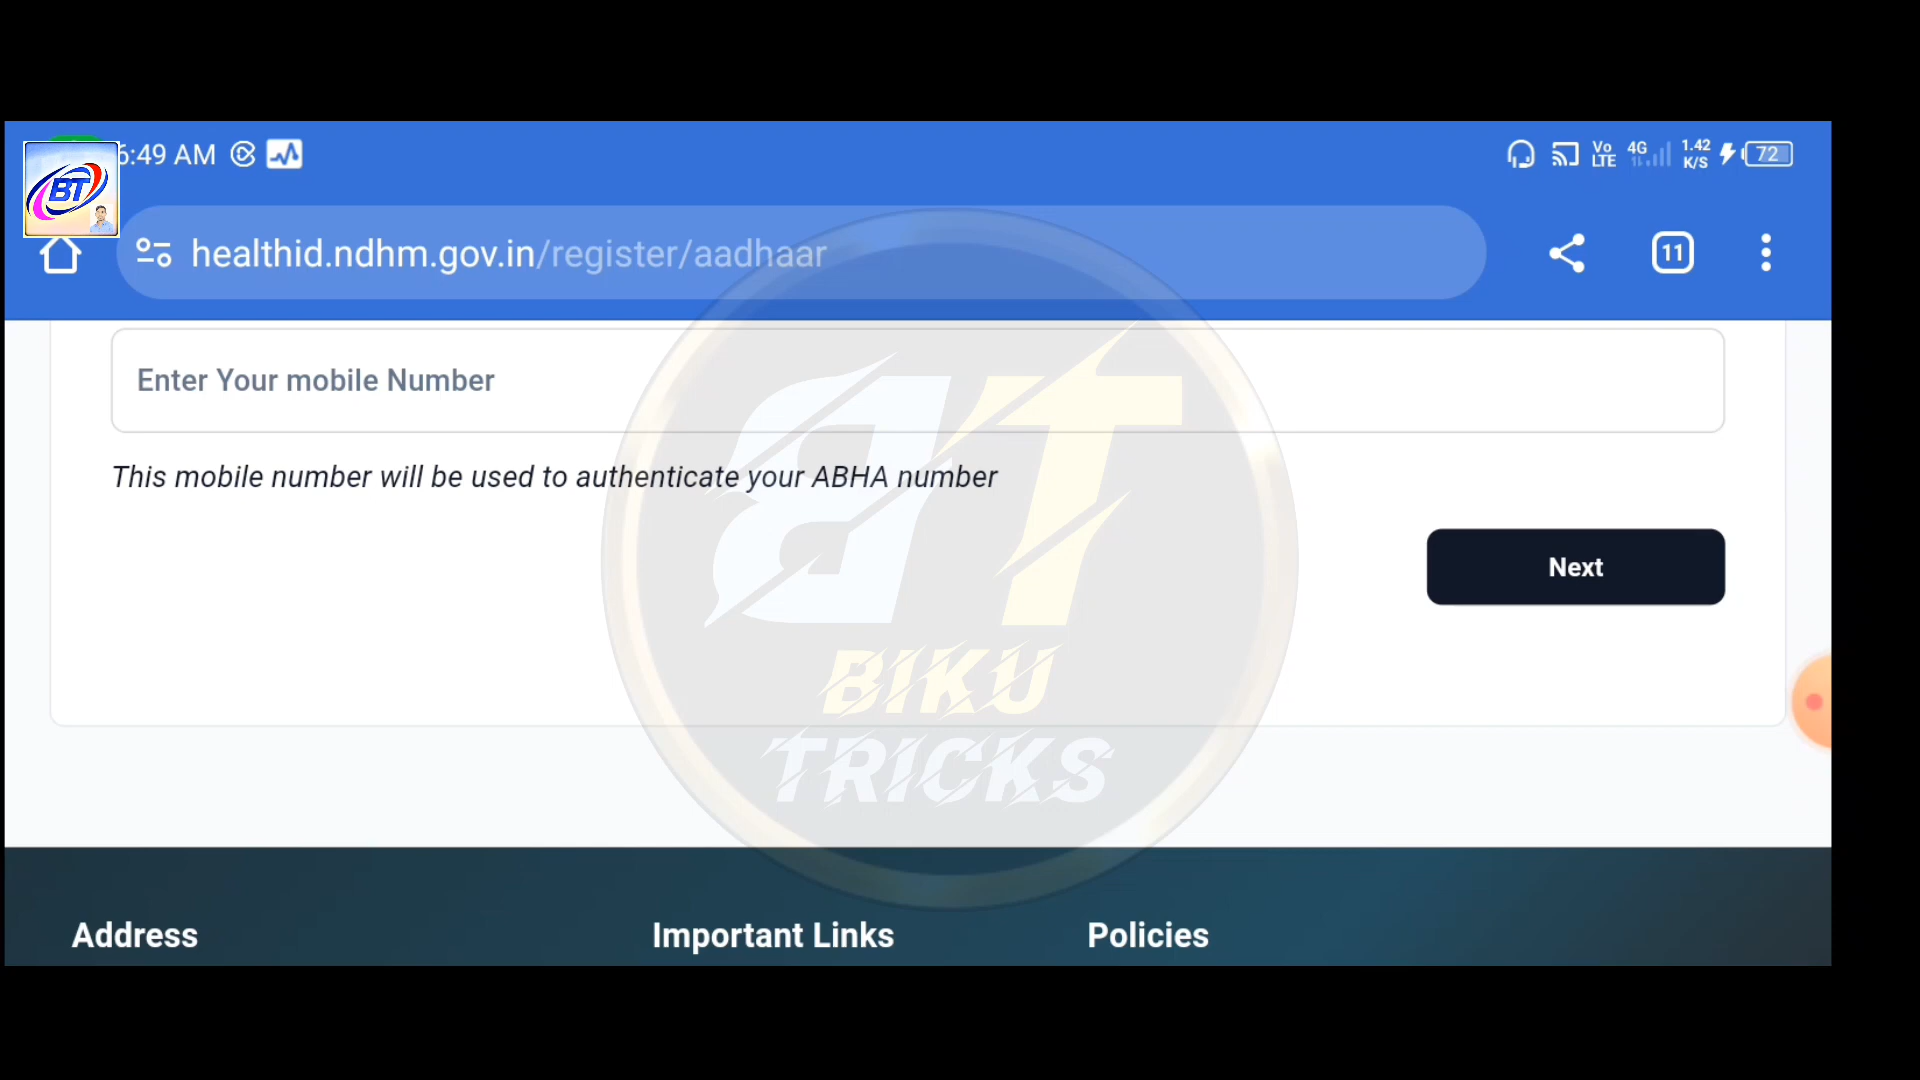 6:49 AM
Vo LTE 4G 1.42 K/S 72
BT
healthid.ndhm.gov.in/register/aadhaar
11
Enter Your mobile Number
This mobile number will be used to authenticate your ABHA number
Next
BT
BIKU
TRICKS
Address Important Links Policies